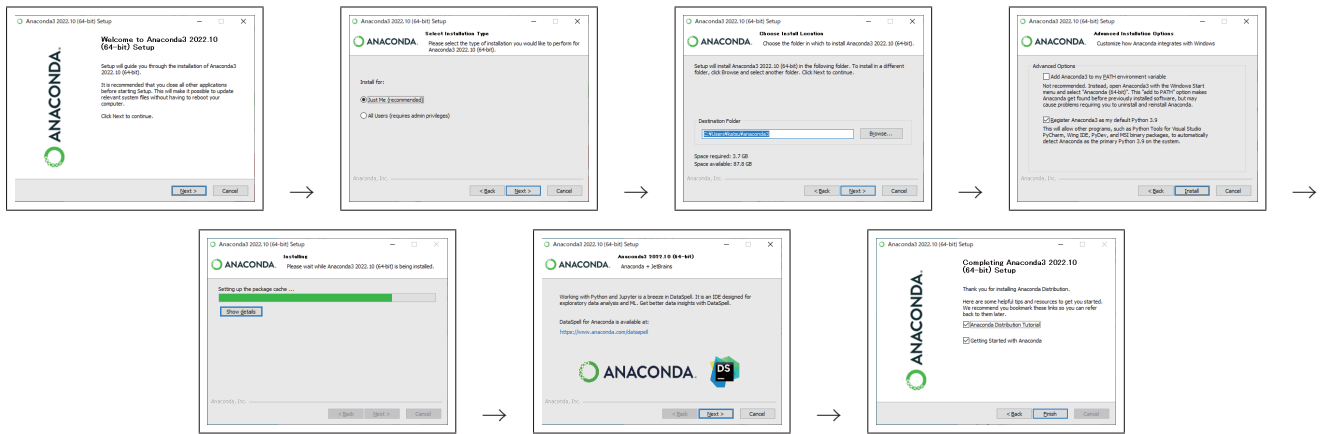 Anaconda3 2022.10 (64-bit) Setup
ANACONDA.
Welcome to Anaconda3 2022.10
(64-bit) Setup
Setup will guide you through the installation of Anaconda3
2022.10 (64-bit).
It is recommended that you close all other applications
before starting Setup. This will make it possible to update
relevant system files without having to reboot your
computer.
Click Next to continue.
Next >
Cancel
Anaconda3 2022.10 (64-bit) Setup
ANACONDA.
Select Installation Type
Please select the type of installation you would like to perform for
Anaconda3 2022.10 (64-bit).
Install for:
Just Me (recommended)
All Users (requires admin privileges)
Anaconda, Inc.
< Back
Next >
Cancel
Anaconda3 2022.10 (64-bit) Setup
ANACONDA.
Choose Install Location
Choose the folder in which to install Anaconda3 2022.10 (64-bit).
Setup will install Anaconda3 2022.10 (64-bit) in the following folder. To install in a different
folder, click Browse and select another folder. Click Next to continue.
Destination Folder
C:¥Users¥katsu¥anaconda3
Browse...
Space required: 3.7 GB
Space available: 87.8 GB
Anaconda, Inc.
< Back
Next >
Cancel
Anaconda3 2022.10 (64-bit) Setup
ANACONDA.
Advanced Installation Options
Customize how Anaconda integrates with Windows
Advanced Options
Add Anaconda3 to my PATH environment variable
Not recommended. Instead, open Anaconda3 with the Windows Start
menu and select "Anaconda (64-bit)". This "add to PATH" option makes
Anaconda get found before previously installed software, but may
cause problems requiring you to uninstall and reinstall Anaconda.
Register Anaconda3 as my default Python 3.9
This will allow other programs, such as Python Tools for Visual Studio
PyCharm, Wing IDE, PyDev, and MSI binary packages, to automatically
detect Anaconda as the primary Python 3.9 on the system.
Anaconda, Inc.
< Back
Install
Cancel
Anaconda3 2022.10 (64-bit) Setup
ANACONDA.
Installing
Please wait while Anaconda3 2022.10 (64-bit) is being installed.
Setting up the package cache ...
Show details
Anaconda, Inc.
< Back
Next >
Cancel
Anaconda3 2022.10 (64-bit) Setup
ANACONDA.
Anaconda3 2022.10 (64-bit)
Anaconda + JetBrains
Working with Python and Jupyter is a breeze in DataSpell. It is an IDE designed for
exploratory data analysis and ML. Get better data insights with DataSpell.
DataSpell for Anaconda is available at:
https://www.anaconda.com/dataspell
ANACONDA.
DS
Anaconda, Inc.
< Back
Next >
Cancel
Anaconda3 2022.10 (64-bit) Setup
ANACONDA.
Completing Anaconda3 2022.10
(64-bit) Setup
Thank you for installing Anaconda Distribution.
Here are some helpful tips and resources to get you started.
We recommend you bookmark these links so you can refer
back to them later.
Anaconda Distribution Tutorial
Getting Started with Anaconda
< Back
Finish
Cancel